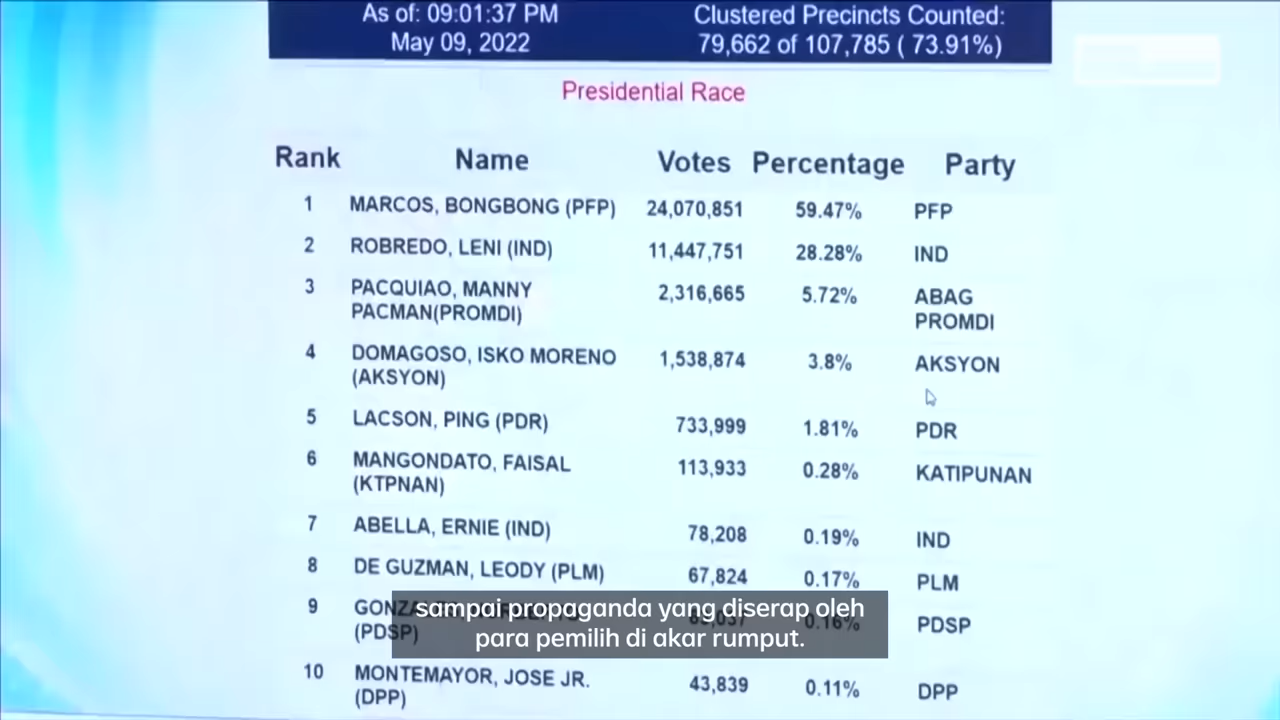 As of: 09:01:37 PM
May 09, 2022
Clustered Precincts Counted:
79,662 of 107,785 ( 73.91%)
Presidential Race
Rank Name Votes Percentage Party
1 MARCOS, BONGBONG (PFP) 24,070,851 59.47% PFP
2 ROBREDO, LENI (IND) 11,447,751 28.28% IND
3 PACQUIAO, MANNY 2,316,665 5.72% ABAG
PACMAN(PROMDI) PROMDI
4 DOMAGOSO, ISKO MORENO 1,538,874 3.8% AKSYON
(AKSYON)
5 LACSON, PING (PDR) 733,999 1.81% PDR
6 MANGONDATO, FAISAL 113,933 0.28% KATIPUNAN
(KTPNAN)
7 ABELLA, ERNIE (IND) 78,208 0.19% IND
8 DE GUZMAN, LEODY (PLM) 67,824 0.17% PLM
9 0.16% PDSP
(PDSP)
sampai propaganda yang diserap oleh
para pemilih di akar rumput.
10 MONTEMAYOR, JOSE JR. 43,839 0.11% DPP
(DPP)